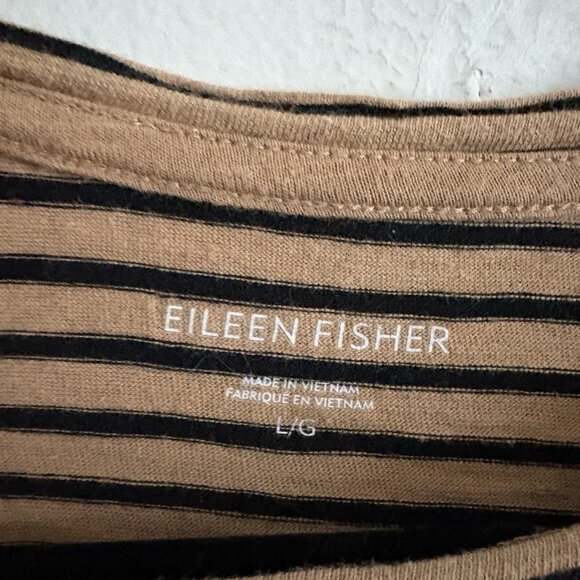 EILEEN FISHER
MADE IN VIETNAM
FABRIQUÉ EN VIETNAM
L/G